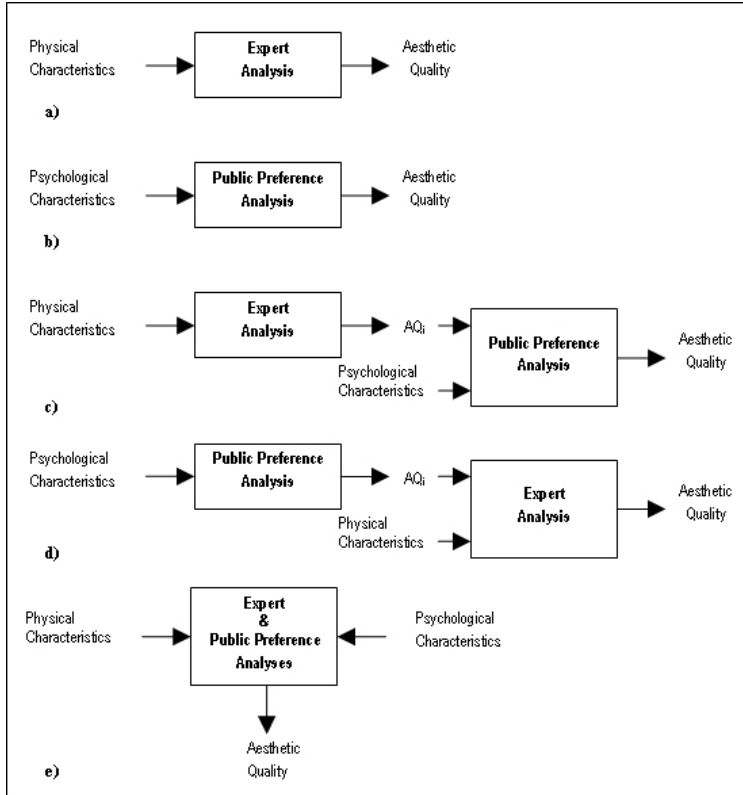 Physical
Characteristics
Expert
Analysis
Aesthetic
Quality
a)
Psychological
Characteristics
Public Preference
Analysis
Aesthetic
Quality
b)
Physical
Characteristics
Expert
Analysis
AQi
Psychological
Characteristics
Public Preference
Analysis
Aesthetic
Quality
c)
Psychological
Characteristics
Public Preference
Analysis
AQi
Physical
Characteristics
Expert
Analysis
Aesthetic
Quality
d)
Physical
Characteristics
Expert
&
Public Preference
Analyses
Psychological
Characteristics
Aesthetic
Quality
e)